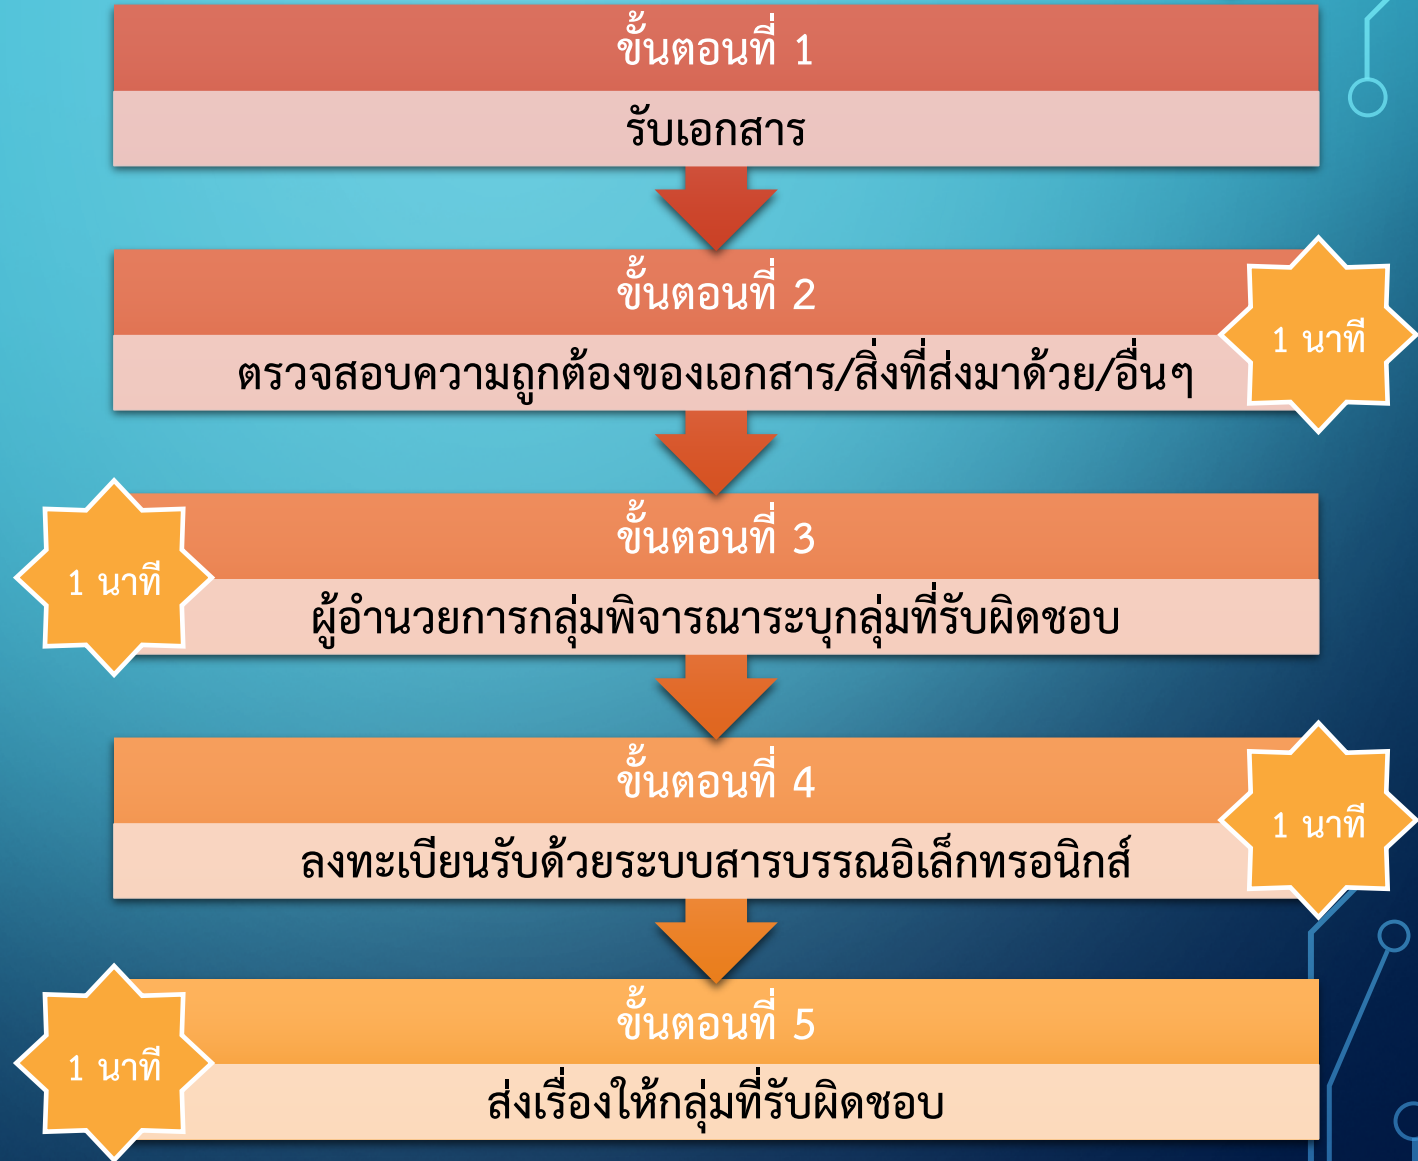 ขั้นตอนที่ 1
รับเอกสาร
ขั้นตอนที่ 2
1 นาที
ตรวจสอบความถูกต้องของเอกสาร/สิ่งที่ส่งมาด้วย/อื่นๆ
ขั้นตอนที่ 3
1 นาที
ผู้อำนวยการกลุ่มพิจารณาระบุกลุ่มที่รับผิดชอบ
ขั้นตอนที่ 4
1 นาที
ลงทะเบียนรับด้วยระบบสารบรรณอิเล็กทรอนิกส์
ขั้นตอนที่ 5
1 นาที
ส่งเรื่องให้กลุ่มที่รับผิดชอบ